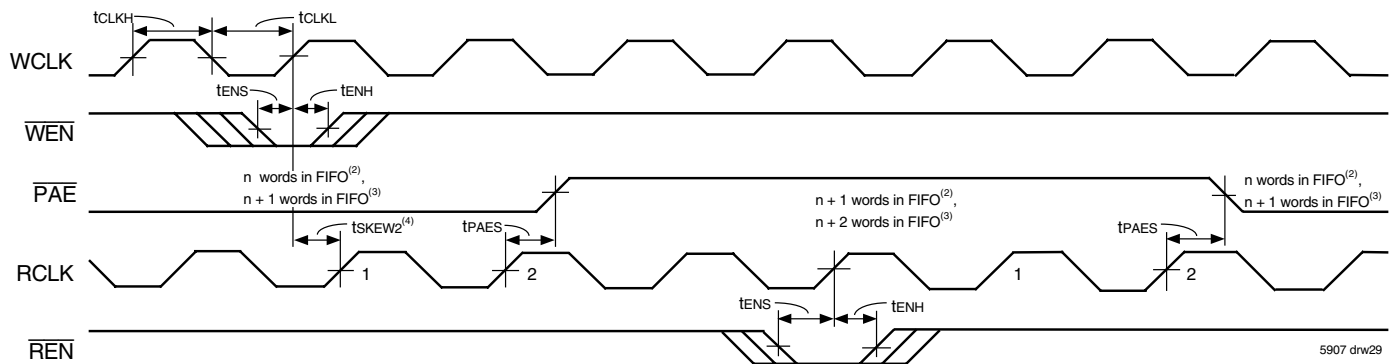 tCLKH
tCLKL
WCLK
tENS
tENH
WEN
n words in FIFO(2),
n + 1 words in FIFO(3)
PAE
n + 1 words in FIFO(2),
n + 2 words in FIFO(3)
n words in FIFO(2),
n + 1 words in FIFO(3)
tSKEW2(4)
tPAES
tPAES
RCLK
1
2
1
2
tENS
tENH
REN
5907 drw29